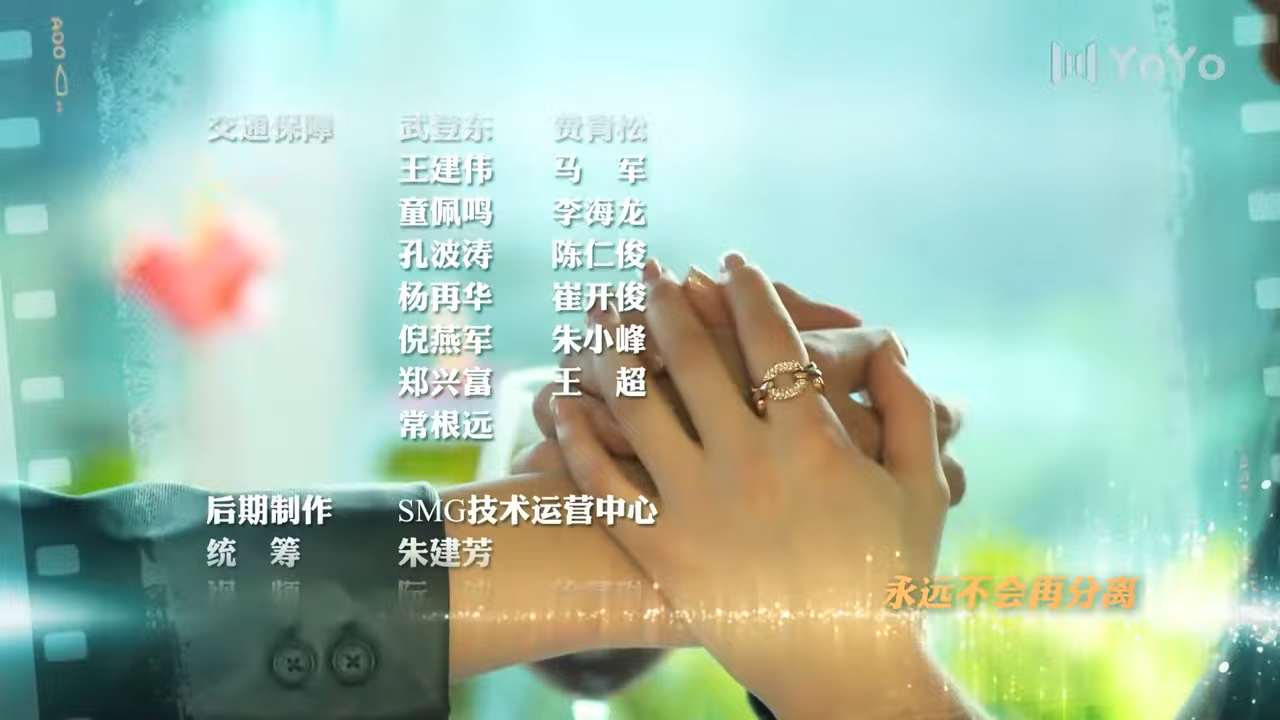 YoYo
交通保障 武登东 贾青松
王建伟 马 军
童佩鸣 李海龙
孔波涛 陈仁俊
杨再华 崔开俊
倪燕军 朱小峰
郑兴富 王 超
常根远
后期制作 SMG技术运营中心
统 筹 朱建芳
永远不会再分离